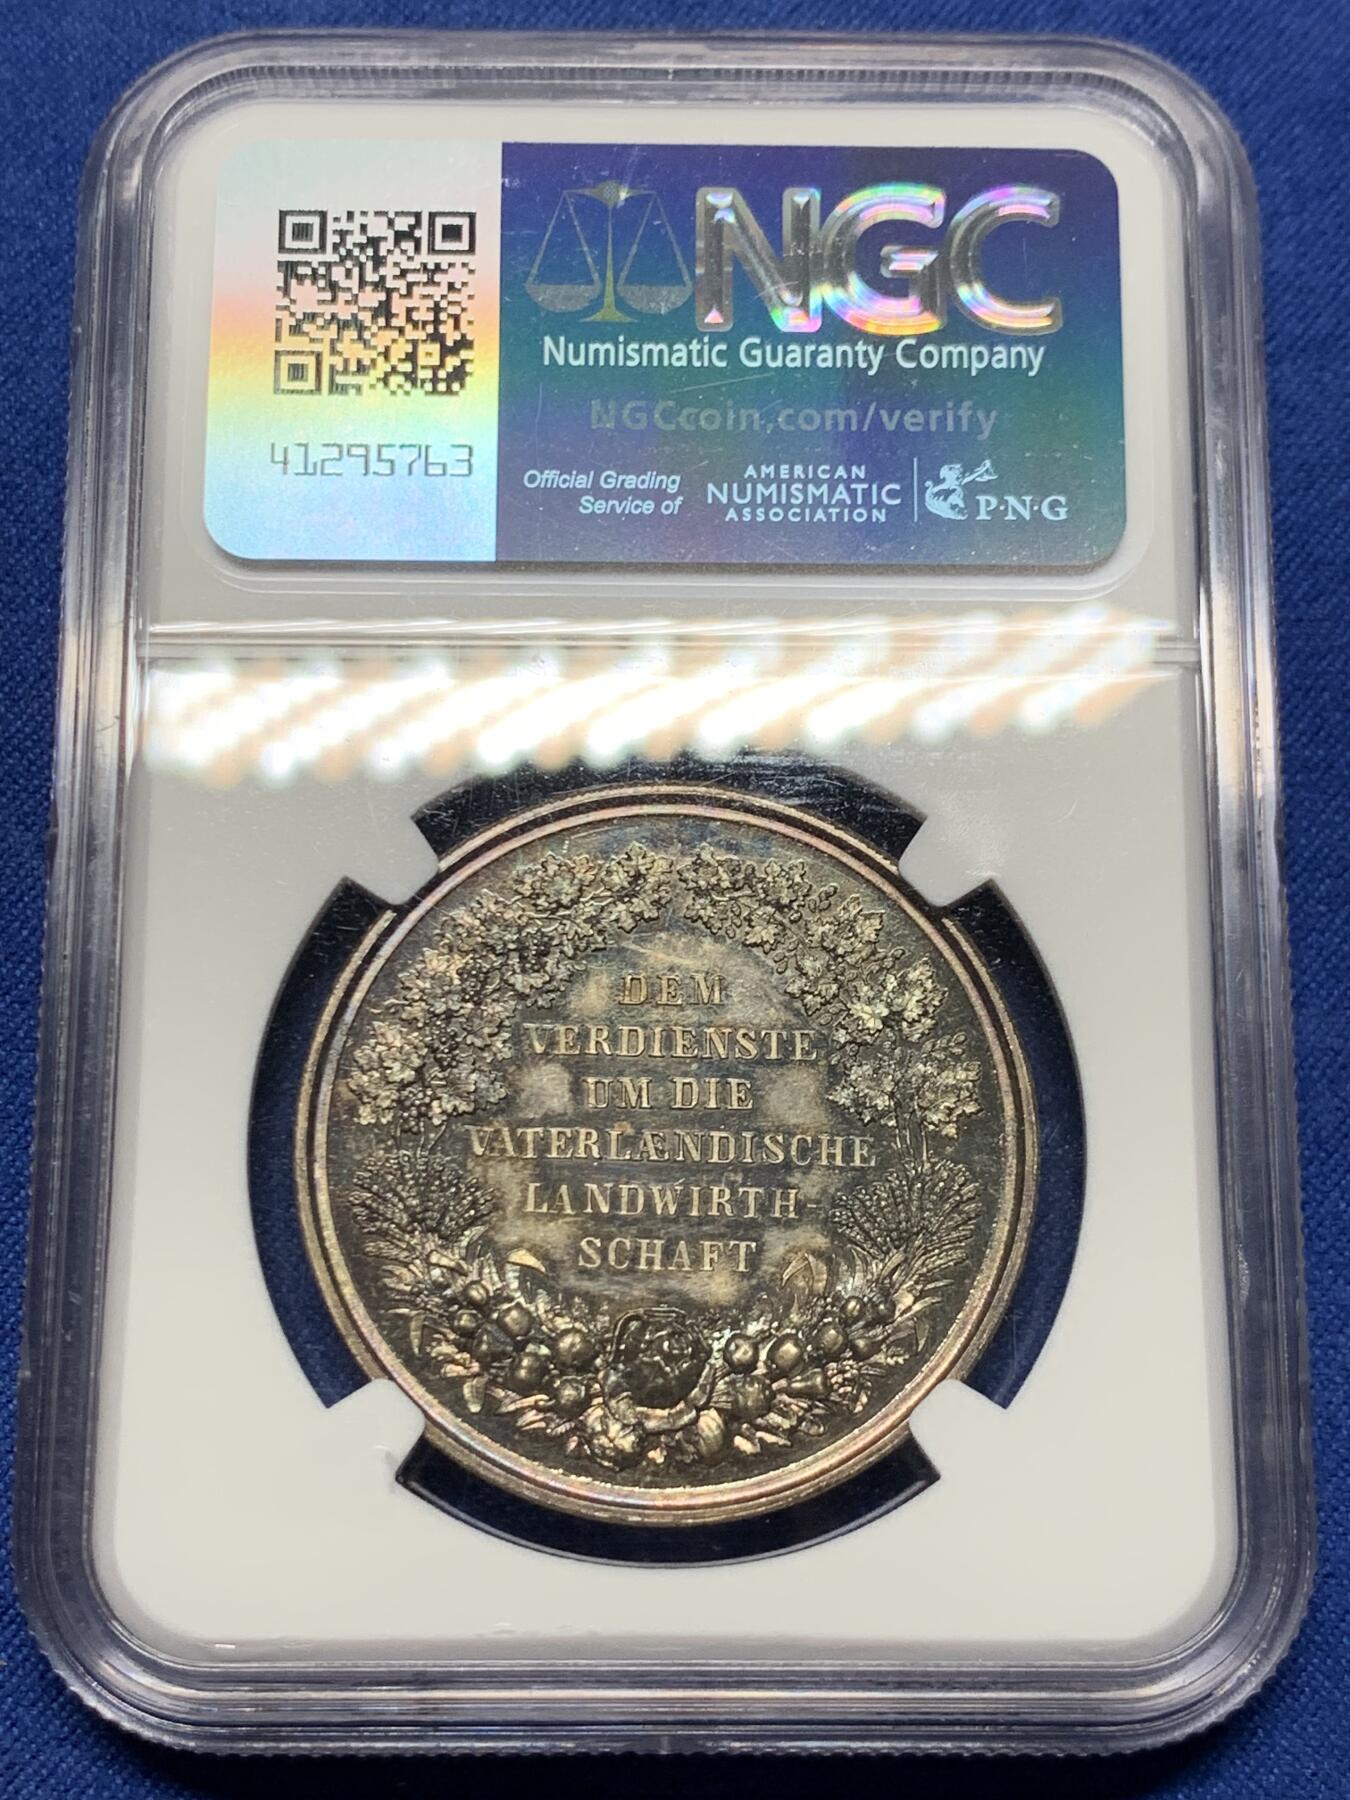 NGC
Numismatic Guaranty Company
NGCcoin.com/verify
41295763
Official Grading
Service of
AMERICAN
NUMISMATIC
ASSOCIATION
P·N·G
DEM
VERDIENSTE
UM DIE
VATERLÆNDISCHE
LANDWIRTH-
SCHAFT